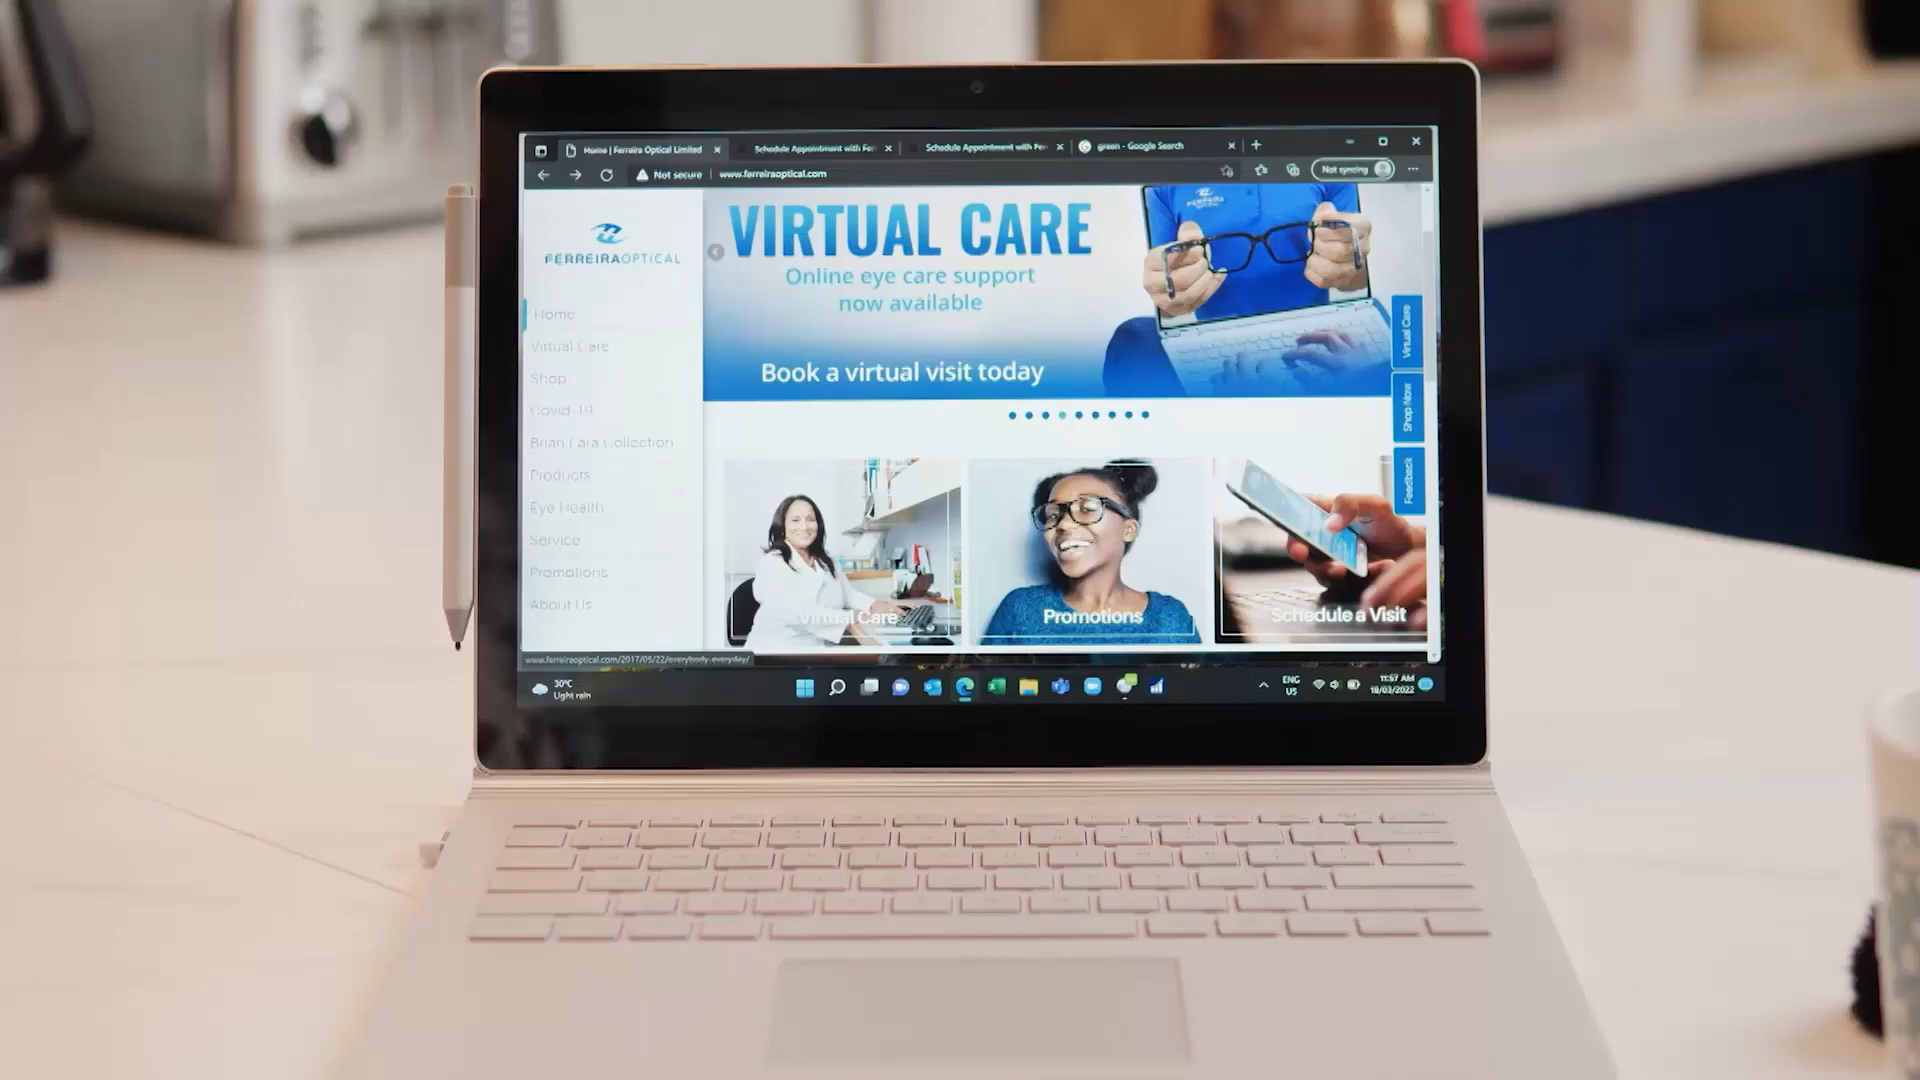 Home | Ferreira Optical Limited
Schedule Appointment with Fer
Schedule Appointment with Fer
green - Google Search
Not secure
www.ferreiraoptical.com
Not syncing
FERREIRAOPTICAL
Home
Virtual Care
Shop
Covid-19
Brian Lara Collection
Products
Eye Health
Service
Promotions
About Us
VIRTUAL CARE
Online eye care support
now available
Book a virtual visit today
Virtual Care
Shop Now
Feedback
Virtual Care
Promotions
Schedule a Visit
www.ferreiraoptical.com/2017/05/22/everybody-everyday/
30°C
Light rain
ENG
US
11:57 AM
18/03/2022